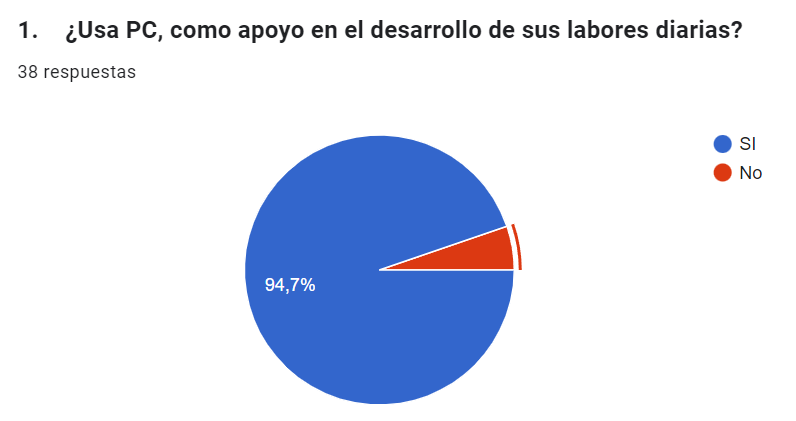 1. ¿Usa PC, como apoyo en el desarrollo de sus labores diarias?
38 respuestas
SI
No
94,7%